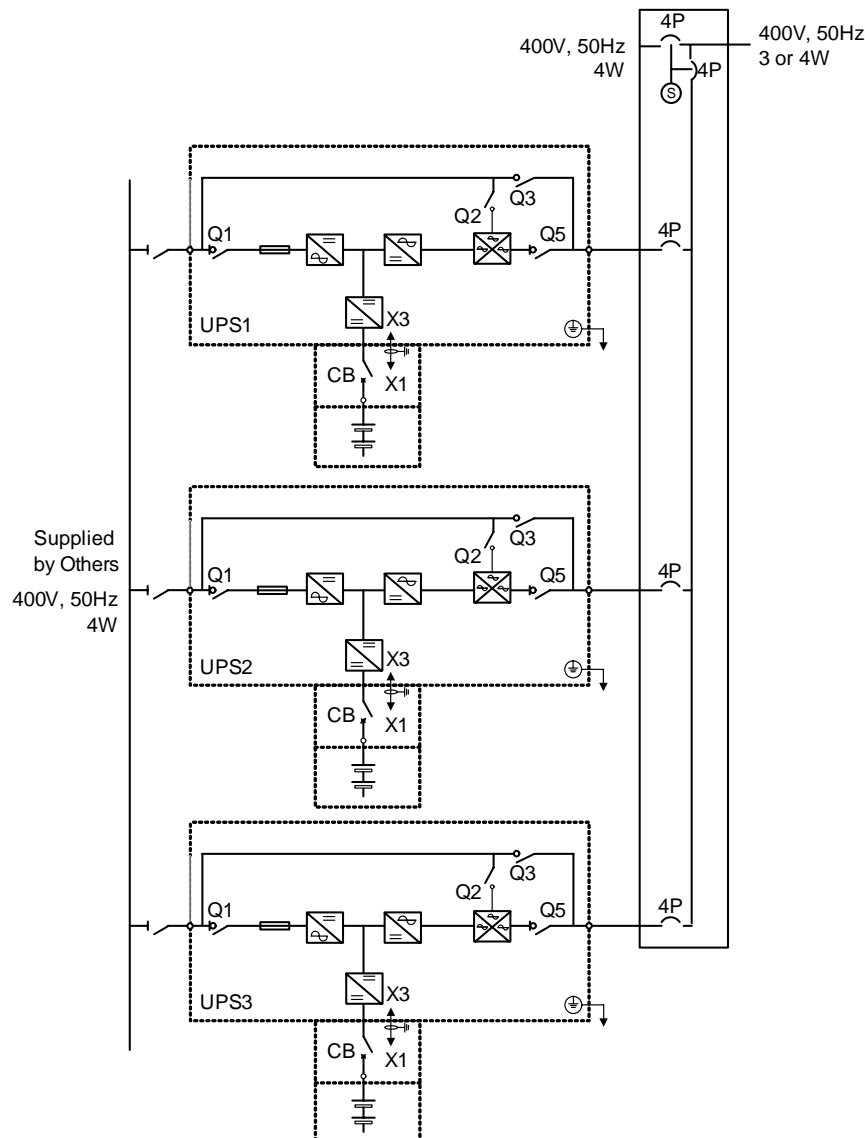 4P
400V, 50Hz
4W
400V, 50Hz
3 or 4W
4P
S
Q3
Q2
Q1
Q5
4P
X3
UPS1
CB
X1
Q3
Q2
Q1
Q5
4P
Supplied
by Others
400V, 50Hz
4W
X3
UPS2
CB
X1
Q3
Q2
Q1
Q5
4P
X3
UPS3
CB
X1